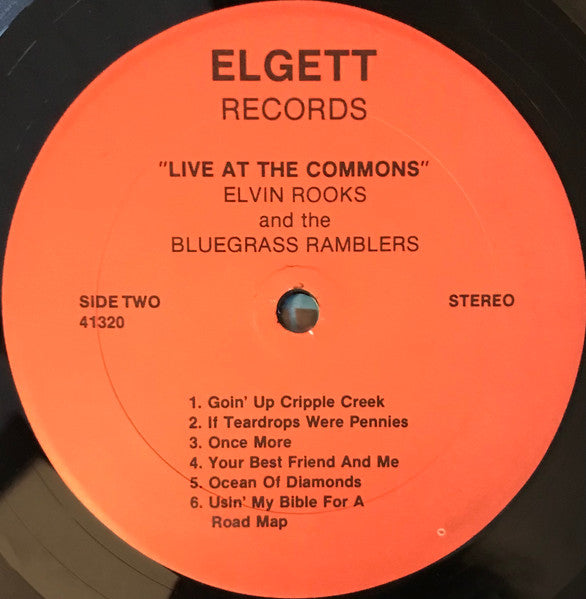 ELGETT
RECORDS
"LIVE AT THE COMMONS"
ELVIN ROOKS
and the
BLUEGRASS RAMBLERS
SIDE TWO
41320
STEREO
1. Goin' Up Cripple Creek
2. If Teardrops Were Pennies
3. Once More
4. Your Best Friend And Me
5. Ocean Of Diamonds
6. Usin' My Bible For A
Road Map